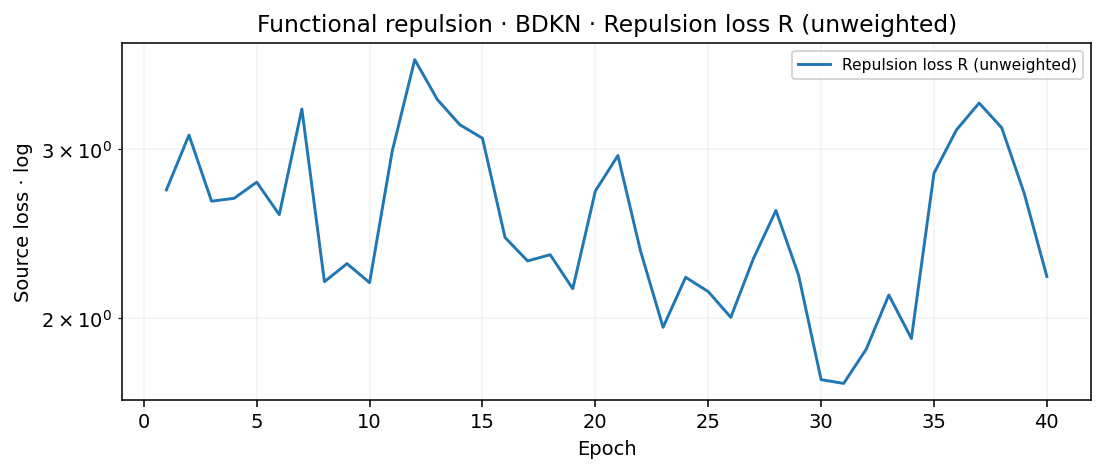 Functional repulsion · BDKN · Repulsion loss R (unweighted)
Repulsion loss R (unweighted)
Source loss · log
3 × 10⁰
2 × 10⁰
0 5 10 15 20 25 30 35 40
Epoch